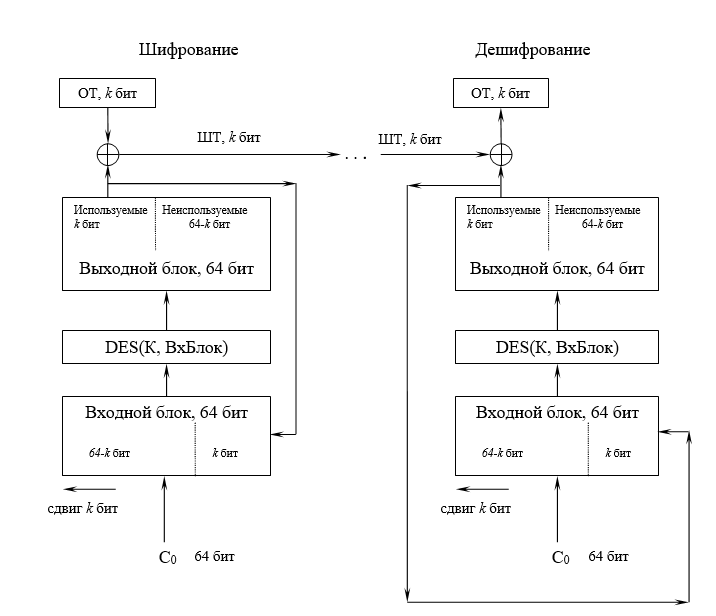 Шифрование
Дешифрование
ОТ, k бит
ОТ, k бит
ШТ, k бит
. . .
ШТ, k бит
Используемые
k бит
Неиспользуемые
64-k бит
Выходной блок, 64 бит
Используемые
k бит
Неиспользуемые
64-k бит
Выходной блок, 64 бит
DES(К, ВхБлок)
DES(К, ВхБлок)
Входной блок, 64 бит
64-k бит
k бит
Входной блок, 64 бит
64-k бит
k бит
сдвиг k бит
сдвиг k бит
C0 64 бит
C0 64 бит